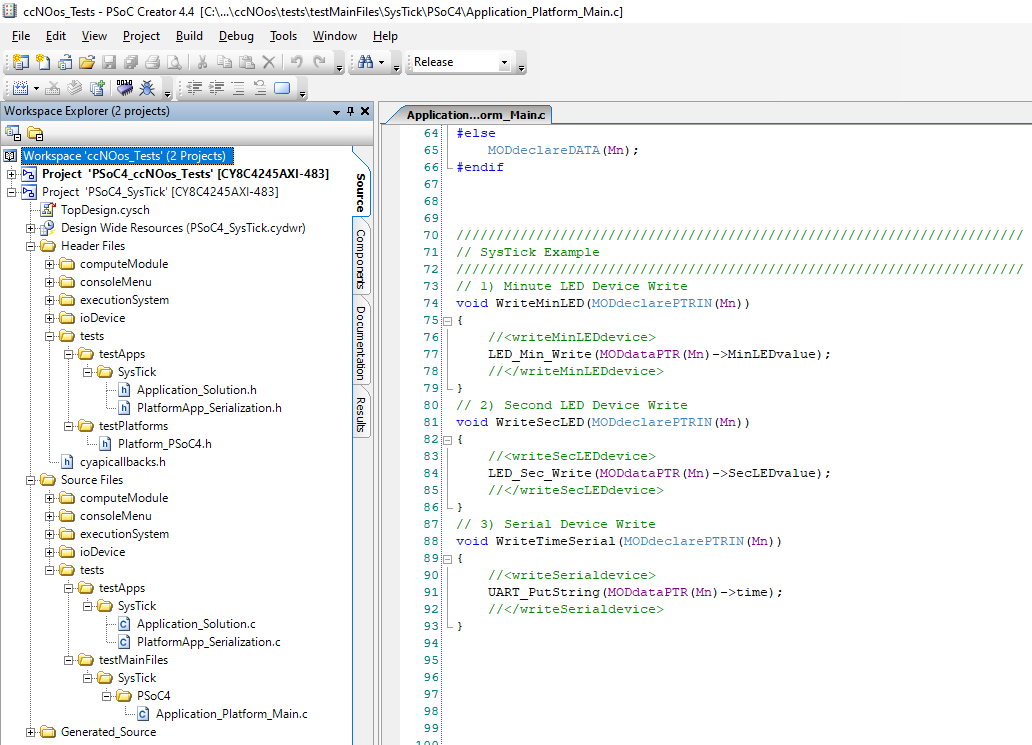 ccNOos_Tests - PSoC Creator 4.4 [C:\...\ccNOos\tests\testMainFiles\SysTick\PSoC4\Application_Platform_Main.c]
File Edit View Project Build Debug Tools Window Help
Release
Workspace Explorer (2 projects)
Workspace 'ccNOos_Tests' (2 Projects)
Project 'PSoC4_ccNOos_Tests' [CY8C4245AXI-483]
Project 'PSoC4_SysTick' [CY8C4245AXI-483]
TopDesign.cysch
Design Wide Resources (PSoC4_SysTick.cydwr)
Header Files
computeModule
consoleMenu
executionSystem
ioDevice
tests
testApps
SysTick
Application_Solution.h
PlatformApp_Serialization.h
testPlatforms
Platform_PSoC4.h
cyapicallbacks.h
Source Files
computeModule
consoleMenu
executionSystem
ioDevice
tests
testApps
SysTick
Application_Solution.c
PlatformApp_Serialization.c
testMainFiles
SysTick
PSoC4
Application_Platform_Main.c
Generated_Source
Source
Components
Documentation
Results
Application...orm_Main.c
64 #else
65 MODdeclareDATA(Mn);
66 #endif
67
68
69
70 ///////////////////////////////////////////////////////////////////////
71 // SysTick Example
72 ///////////////////////////////////////////////////////////////////////
73 // 1) Minute LED Device Write
74 void WriteMinLED(MODdeclarePTRIN(Mn))
75 {
76 //<writeMinLEDdevice>
77 LED_Min_Write(MODdataPTR(Mn)->MinLEDvalue);
78 //</writeMinLEDdevice>
79 }
80 // 2) Second LED Device Write
81 void WriteSecLED(MODdeclarePTRIN(Mn))
82 {
83 //<writeSecLEDdevice>
84 LED_Sec_Write(MODdataPTR(Mn)->SecLEDvalue);
85 //</writeSecLEDdevice>
86 }
87 // 3) Serial Device Write
88 void WriteTimeSerial(MODdeclarePTRIN(Mn))
89 {
90 //<writeSerialdevice>
91 UART_PutString(MODdataPTR(Mn)->time);
92 //</writeSerialdevice>
93 }
94
95
96
97
98
99
100